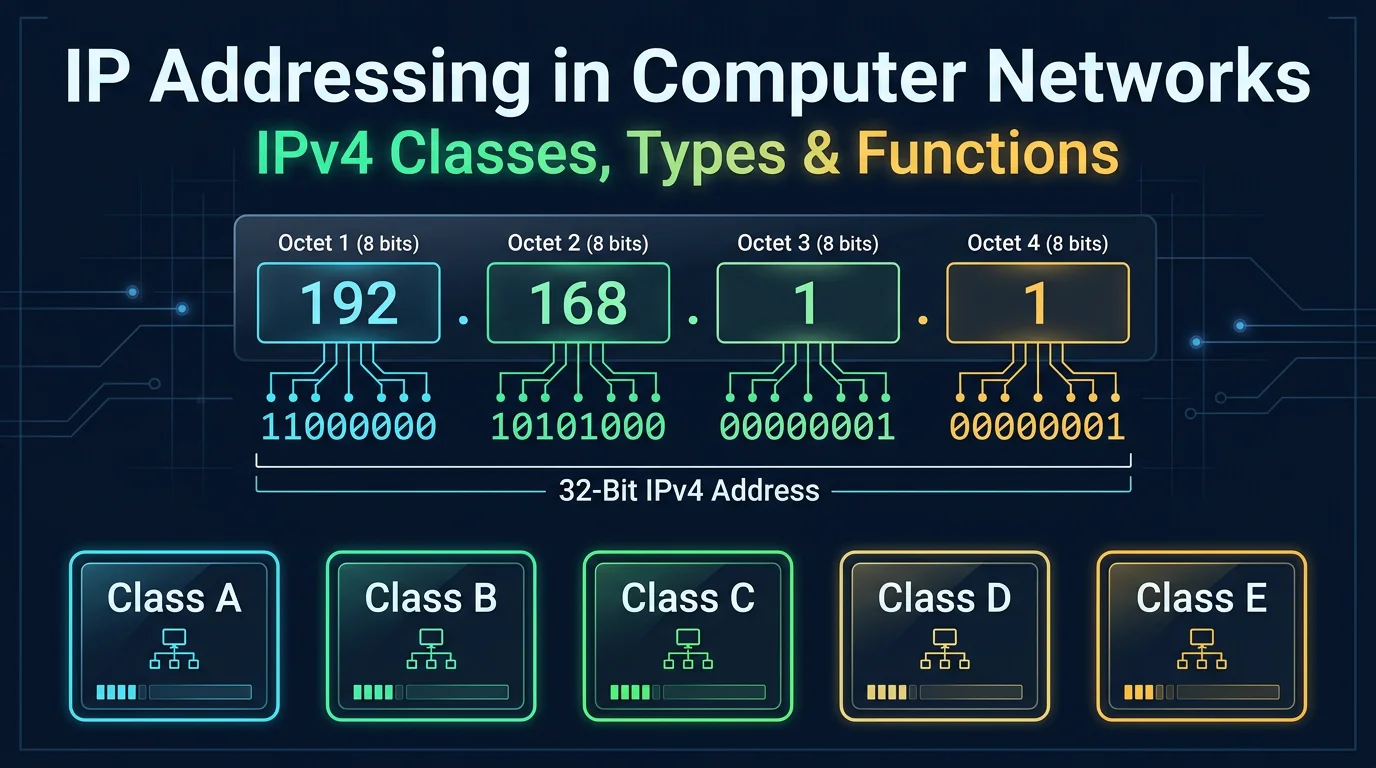 IP Addressing in Computer Networks
IPv4 Classes, Types & Functions
Octet 1 (8 bits) Octet 2 (8 bits) Octet 3 (8 bits) Octet 4 (8 bits)
192 . 168 . 1 . 1
11000000 10101000 00000001 00000001
32-Bit IPv4 Address
Class A Class B Class C Class D Class E